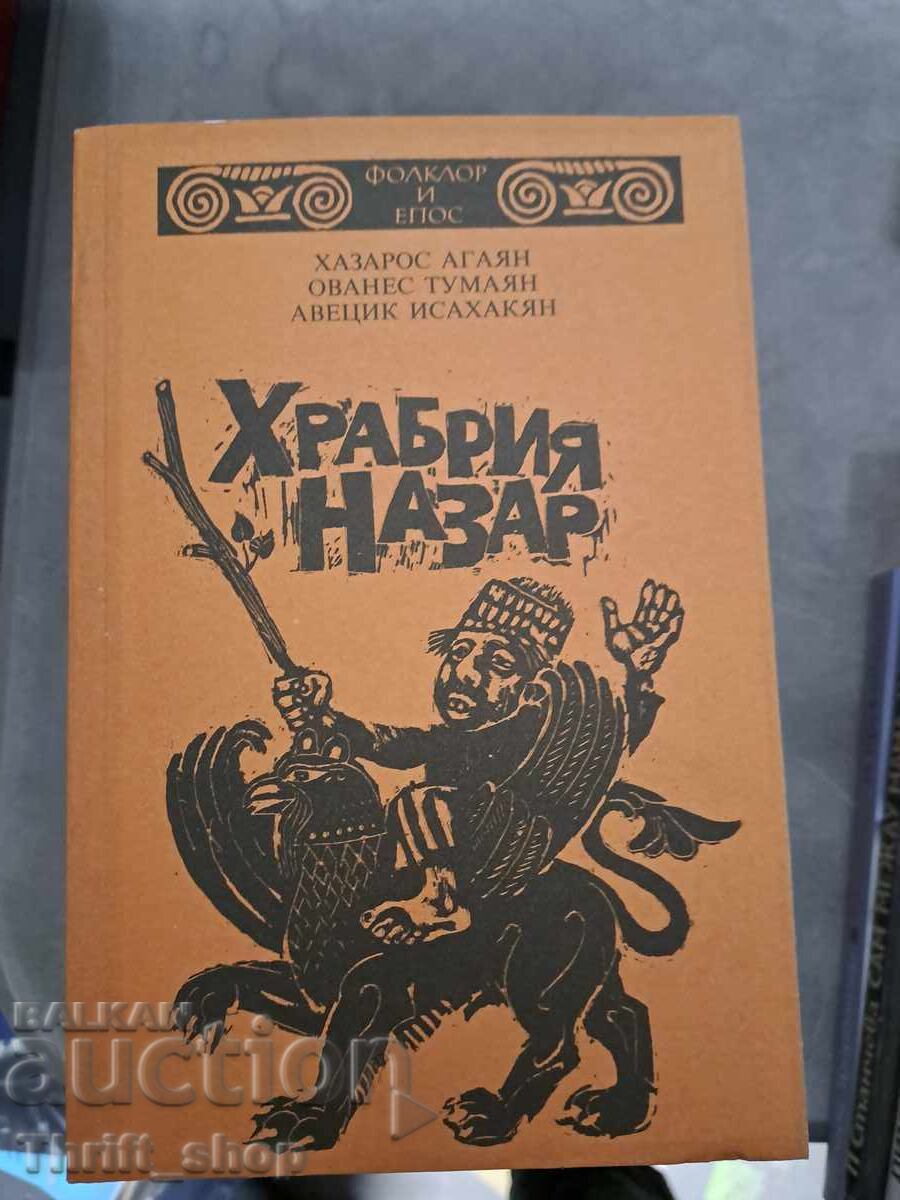 ФОЛКЛОР
И
ЕПОС
ХАЗАРОС АГАЯН
ОВАНЕС ТУМАЯН
АВЕЦИК ИСАХАКЯН
ХРАБРИЯ
НАЗАР
BALKAN
auction
Thrift_shop